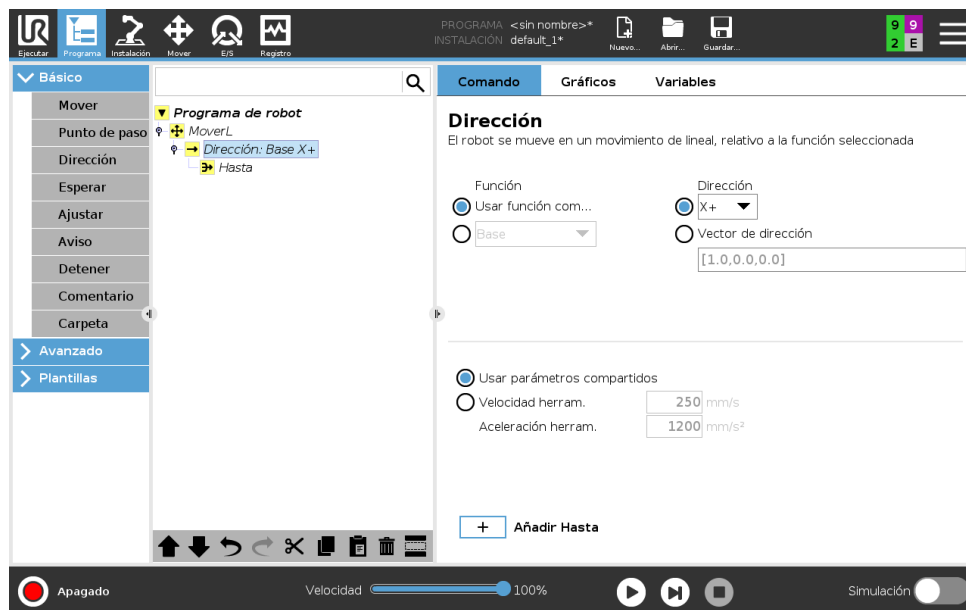 PROGRAMA <sin nombre>*
INSTALACIÓN default_1*
Ejecutar Programa Instalación Mover E/S Registro
Nuevo... Abrir... Guardar...
9 9
2 E
Básico
Mover
Punto de paso
Dirección
Esperar
Ajustar
Aviso
Detener
Comentario
Carpeta
Avanzado
Plantillas
Programa de robot
MoverL
Dirección: Base X+
Hasta
Comando Gráficos Variables
Dirección
El robot se mueve en un movimiento de lineal, relativo a la función seleccionada
Función Dirección
Usar función com... X+
Base Vector de dirección
[1.0,0.0,0.0]
Usar parámetros compartidos
Velocidad herram. 250 mm/s
Aceleración herram. 1200 mm/s²
+ Añadir Hasta
Apagado Velocidad 100% Simulación